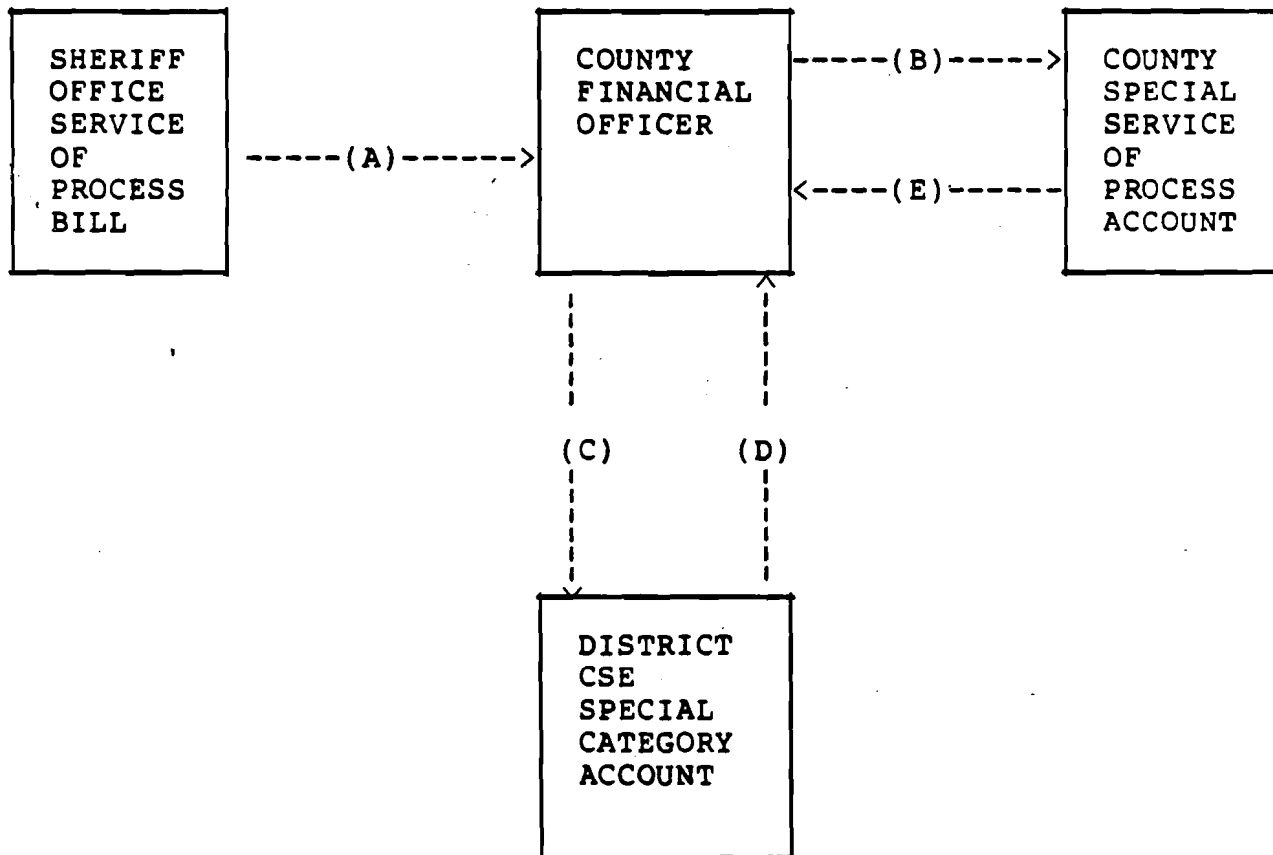 SHERIFF
OFFICE
SERVICE
OF
PROCESS
BILL
-----(A)------>
COUNTY
FINANCIAL
OFFICER
-----(B)----->
<----(E)------
COUNTY
SPECIAL
SERVICE
OF
PROCESS
ACCOUNT
(C)
(D)
DISTRICT
CSE
SPECIAL
CATEGORY
ACCOUNT